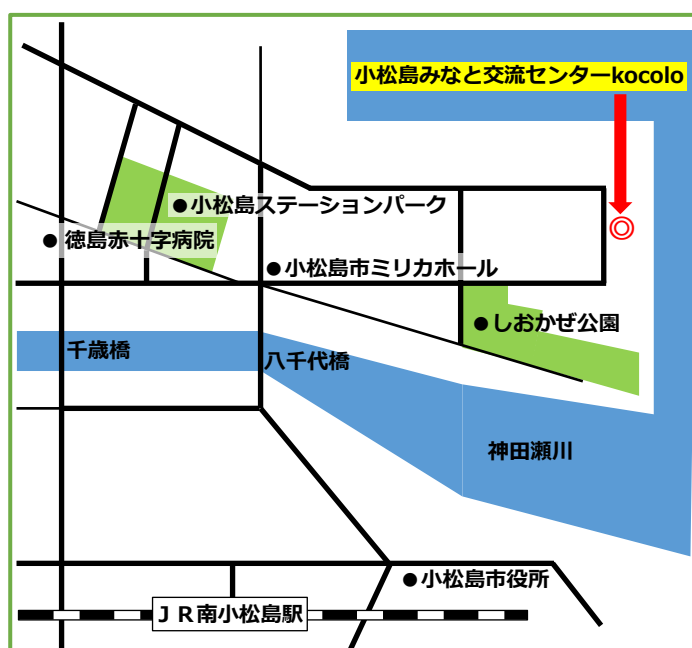 小松島みなと交流センターkocolo
●小松島ステーションパーク
●徳島赤十字病院
●小松島市ミリカホール
●しおかぜ公園
千歳橋
八千代橋
神田瀬川
●小松島市役所
ＪＲ南小松島駅